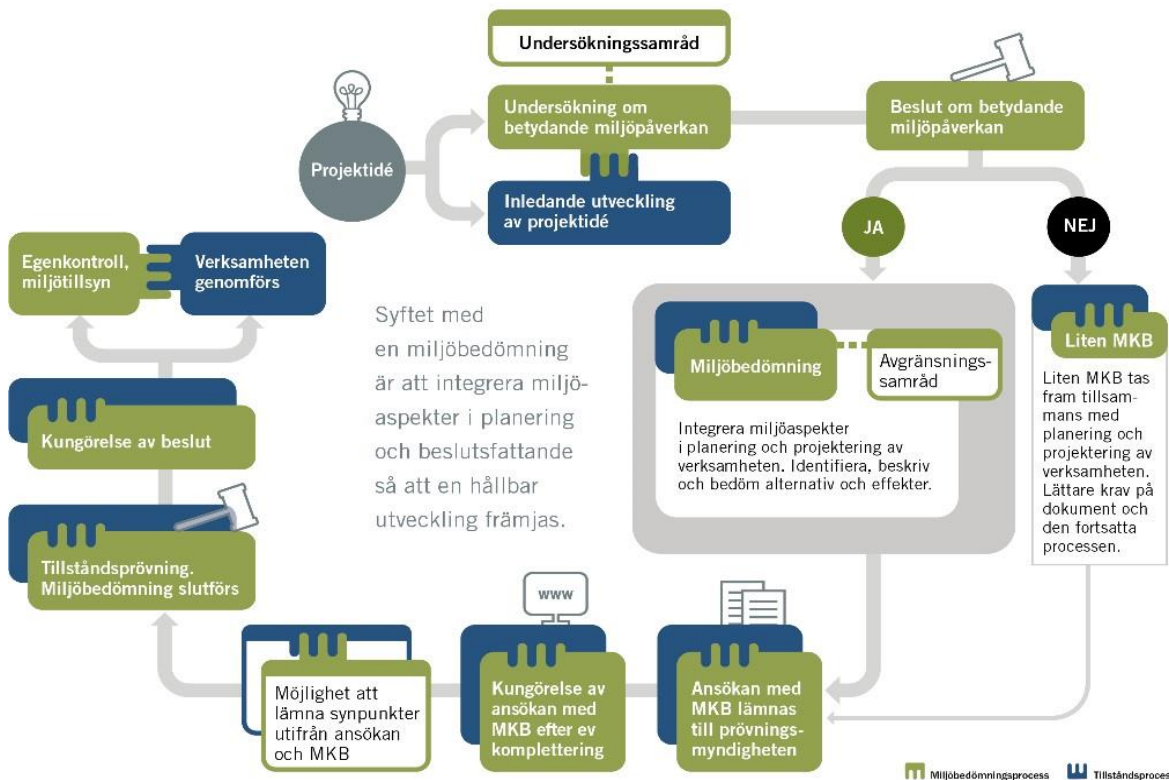 Undersökningssamråd
Undersökning om
betydande miljöpåverkan
Beslut om betydande
miljöpåverkan
Projektidé
Inledande utveckling
av projektidé
JA
NEJ
Egenkontroll,
miljötillsyn
Verksamheten
genomförs
Syftet med
en miljöbedömning
är att integrera miljö-
aspekter i planering
och beslutsfattande
så att en hållbar
utveckling främjas.
Miljöbedömning
Avgränsnings-
samråd
Integrera miljöaspekter
i planering och projektering av
verksamheten. Identifiera, beskriv
och bedöm alternativ och effekter.
Liten MKB
Liten MKB tas
fram tillsam-
mans med
planering och
projektering av
verksamheten.
Lättare krav på
dokument och
den fortsatta
processen.
Kungörelse av beslut
Tillståndsprövning.
Miljöbedömning slutförs
Möjlighet att
lämna synpunkter
utifrån ansökan
och MKB
www
Kungörelse av
ansökan med
MKB efter ev
komplettering
Ansökan med
MKB lämnas
till prövnings-
myndigheten
Miljöbedömningsprocess
Tillståndsproces